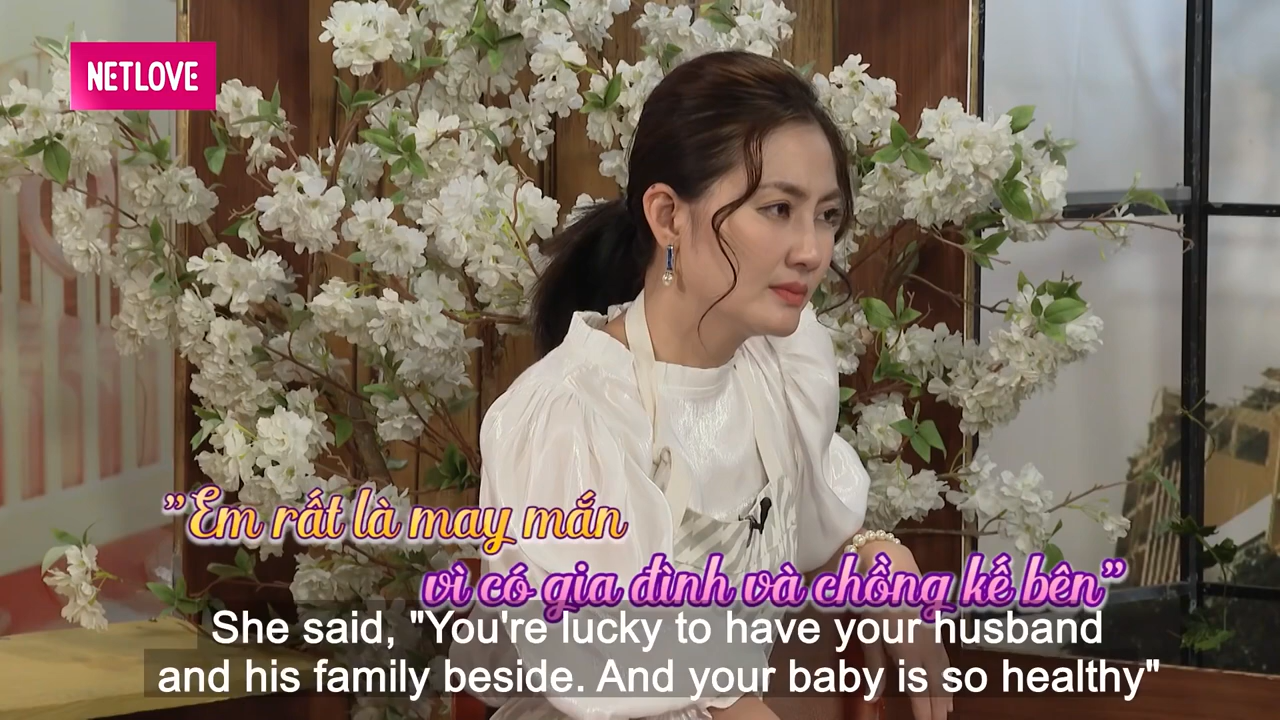 NETLOVE
"Em rất là may mắn
vì có gia đình và chồng kế bên"
She said, "You're lucky to have your husband
and his family beside. And your baby is so healthy"